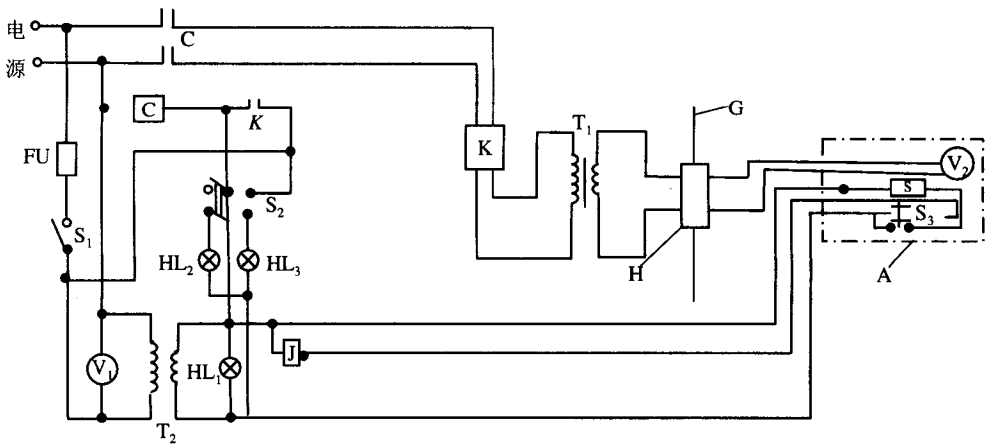 电
源
C
C
K
FU
S₁
S₂
HL₂
HL₃
V₁
HL₁
J
T₂
K
T₁
G
H
V₂
S
S₃
A